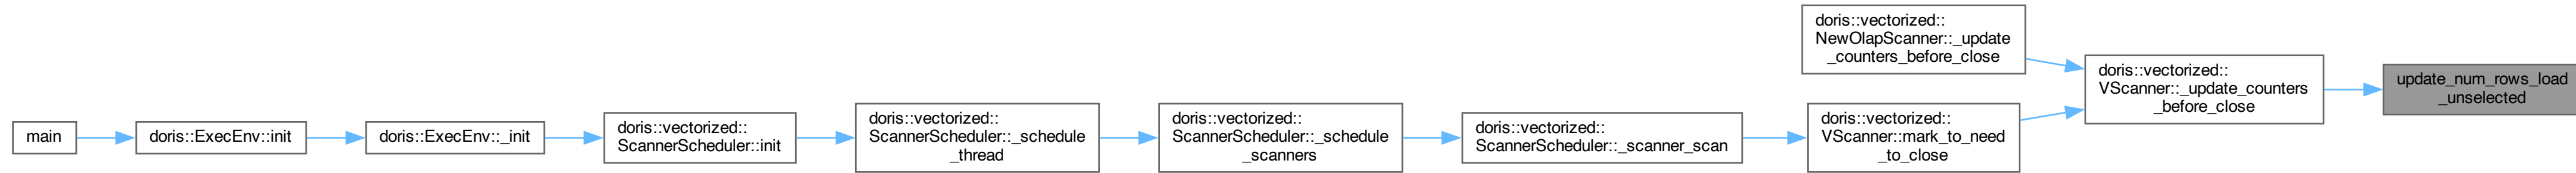 main
doris::ExecEnv::init
doris::ExecEnv::_init
doris::vectorized::
ScannerScheduler::init
doris::vectorized::
ScannerScheduler::_schedule
_thread
doris::vectorized::
ScannerScheduler::_schedule
_scanners
doris::vectorized::
ScannerScheduler::_scanner_scan
doris::vectorized::
NewOlapScanner::_update
_counters_before_close
doris::vectorized::
VScanner::mark_to_need
_to_close
doris::vectorized::
VScanner::_update_counters
_before_close
update_num_rows_load
_unselected